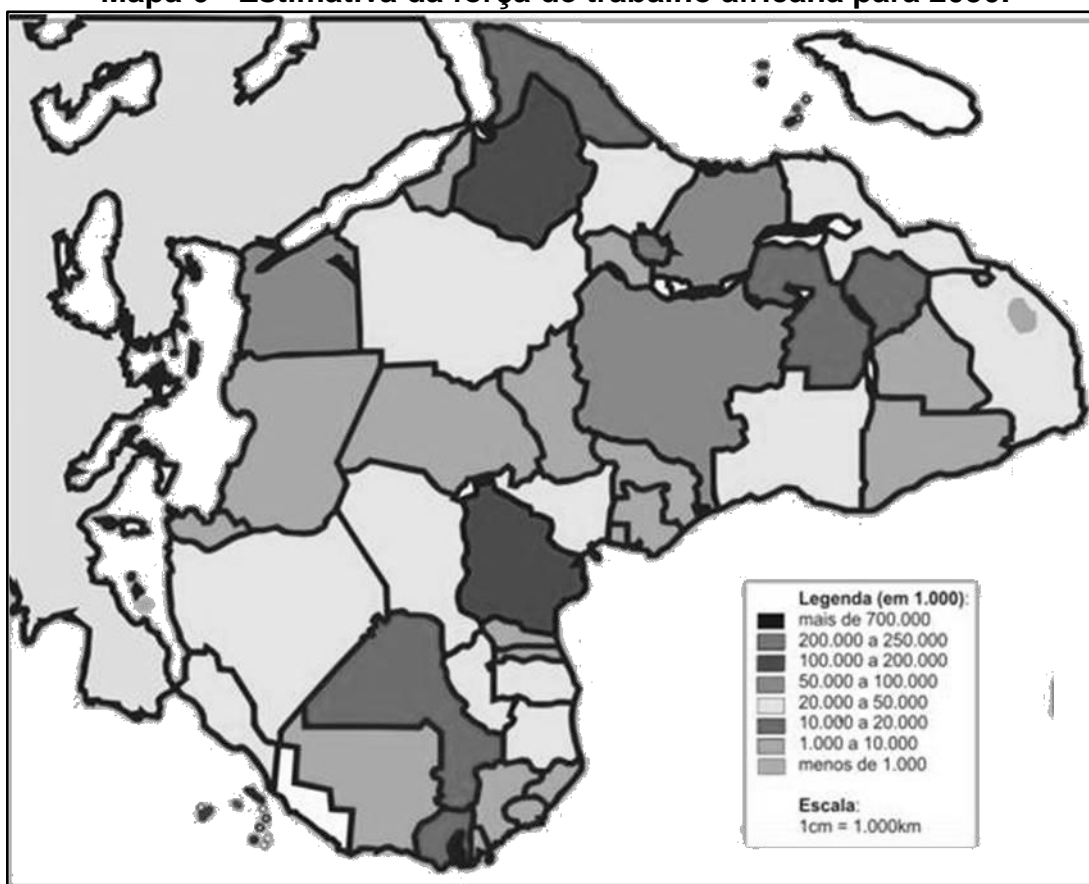 Mapa - Estimativa da força de trabalho africana para
Legenda (em 1.000):
mais de 700.000
200.000 a 250.000
100.000 a 200.000
50.000 a 100.000
20.000 a 50.000
10.000 a 20.000
1.000 a 10.000
menos de 1.000
Escala:
1cm = 1.000km